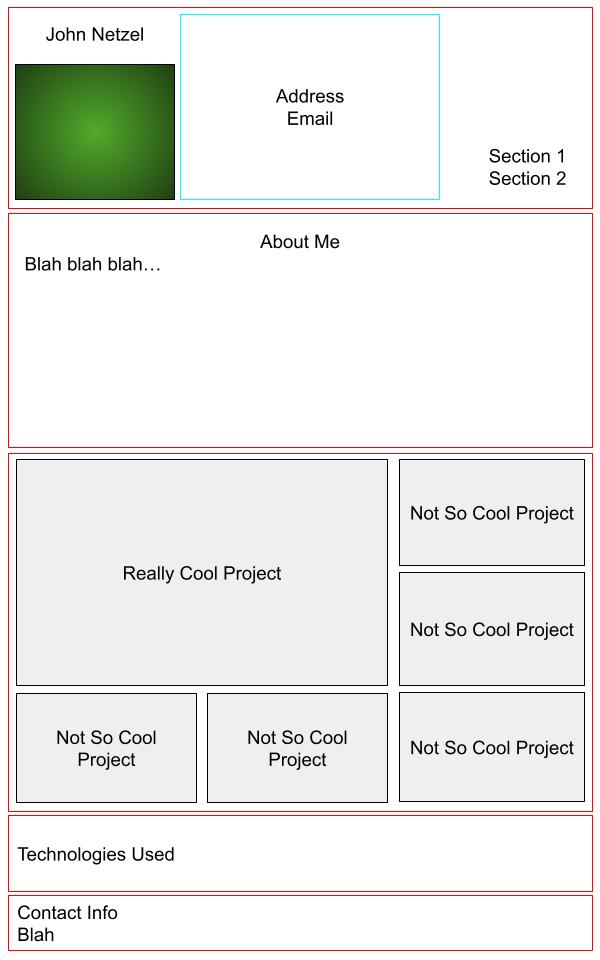 John Netzel
Address
Email
Section 1
Section 2
About Me
Blah blah blah…
Really Cool Project
Not So Cool Project
Not So Cool Project
Not So Cool
Project
Not So Cool
Project
Not So Cool Project
Technologies Used
Contact Info
Blah